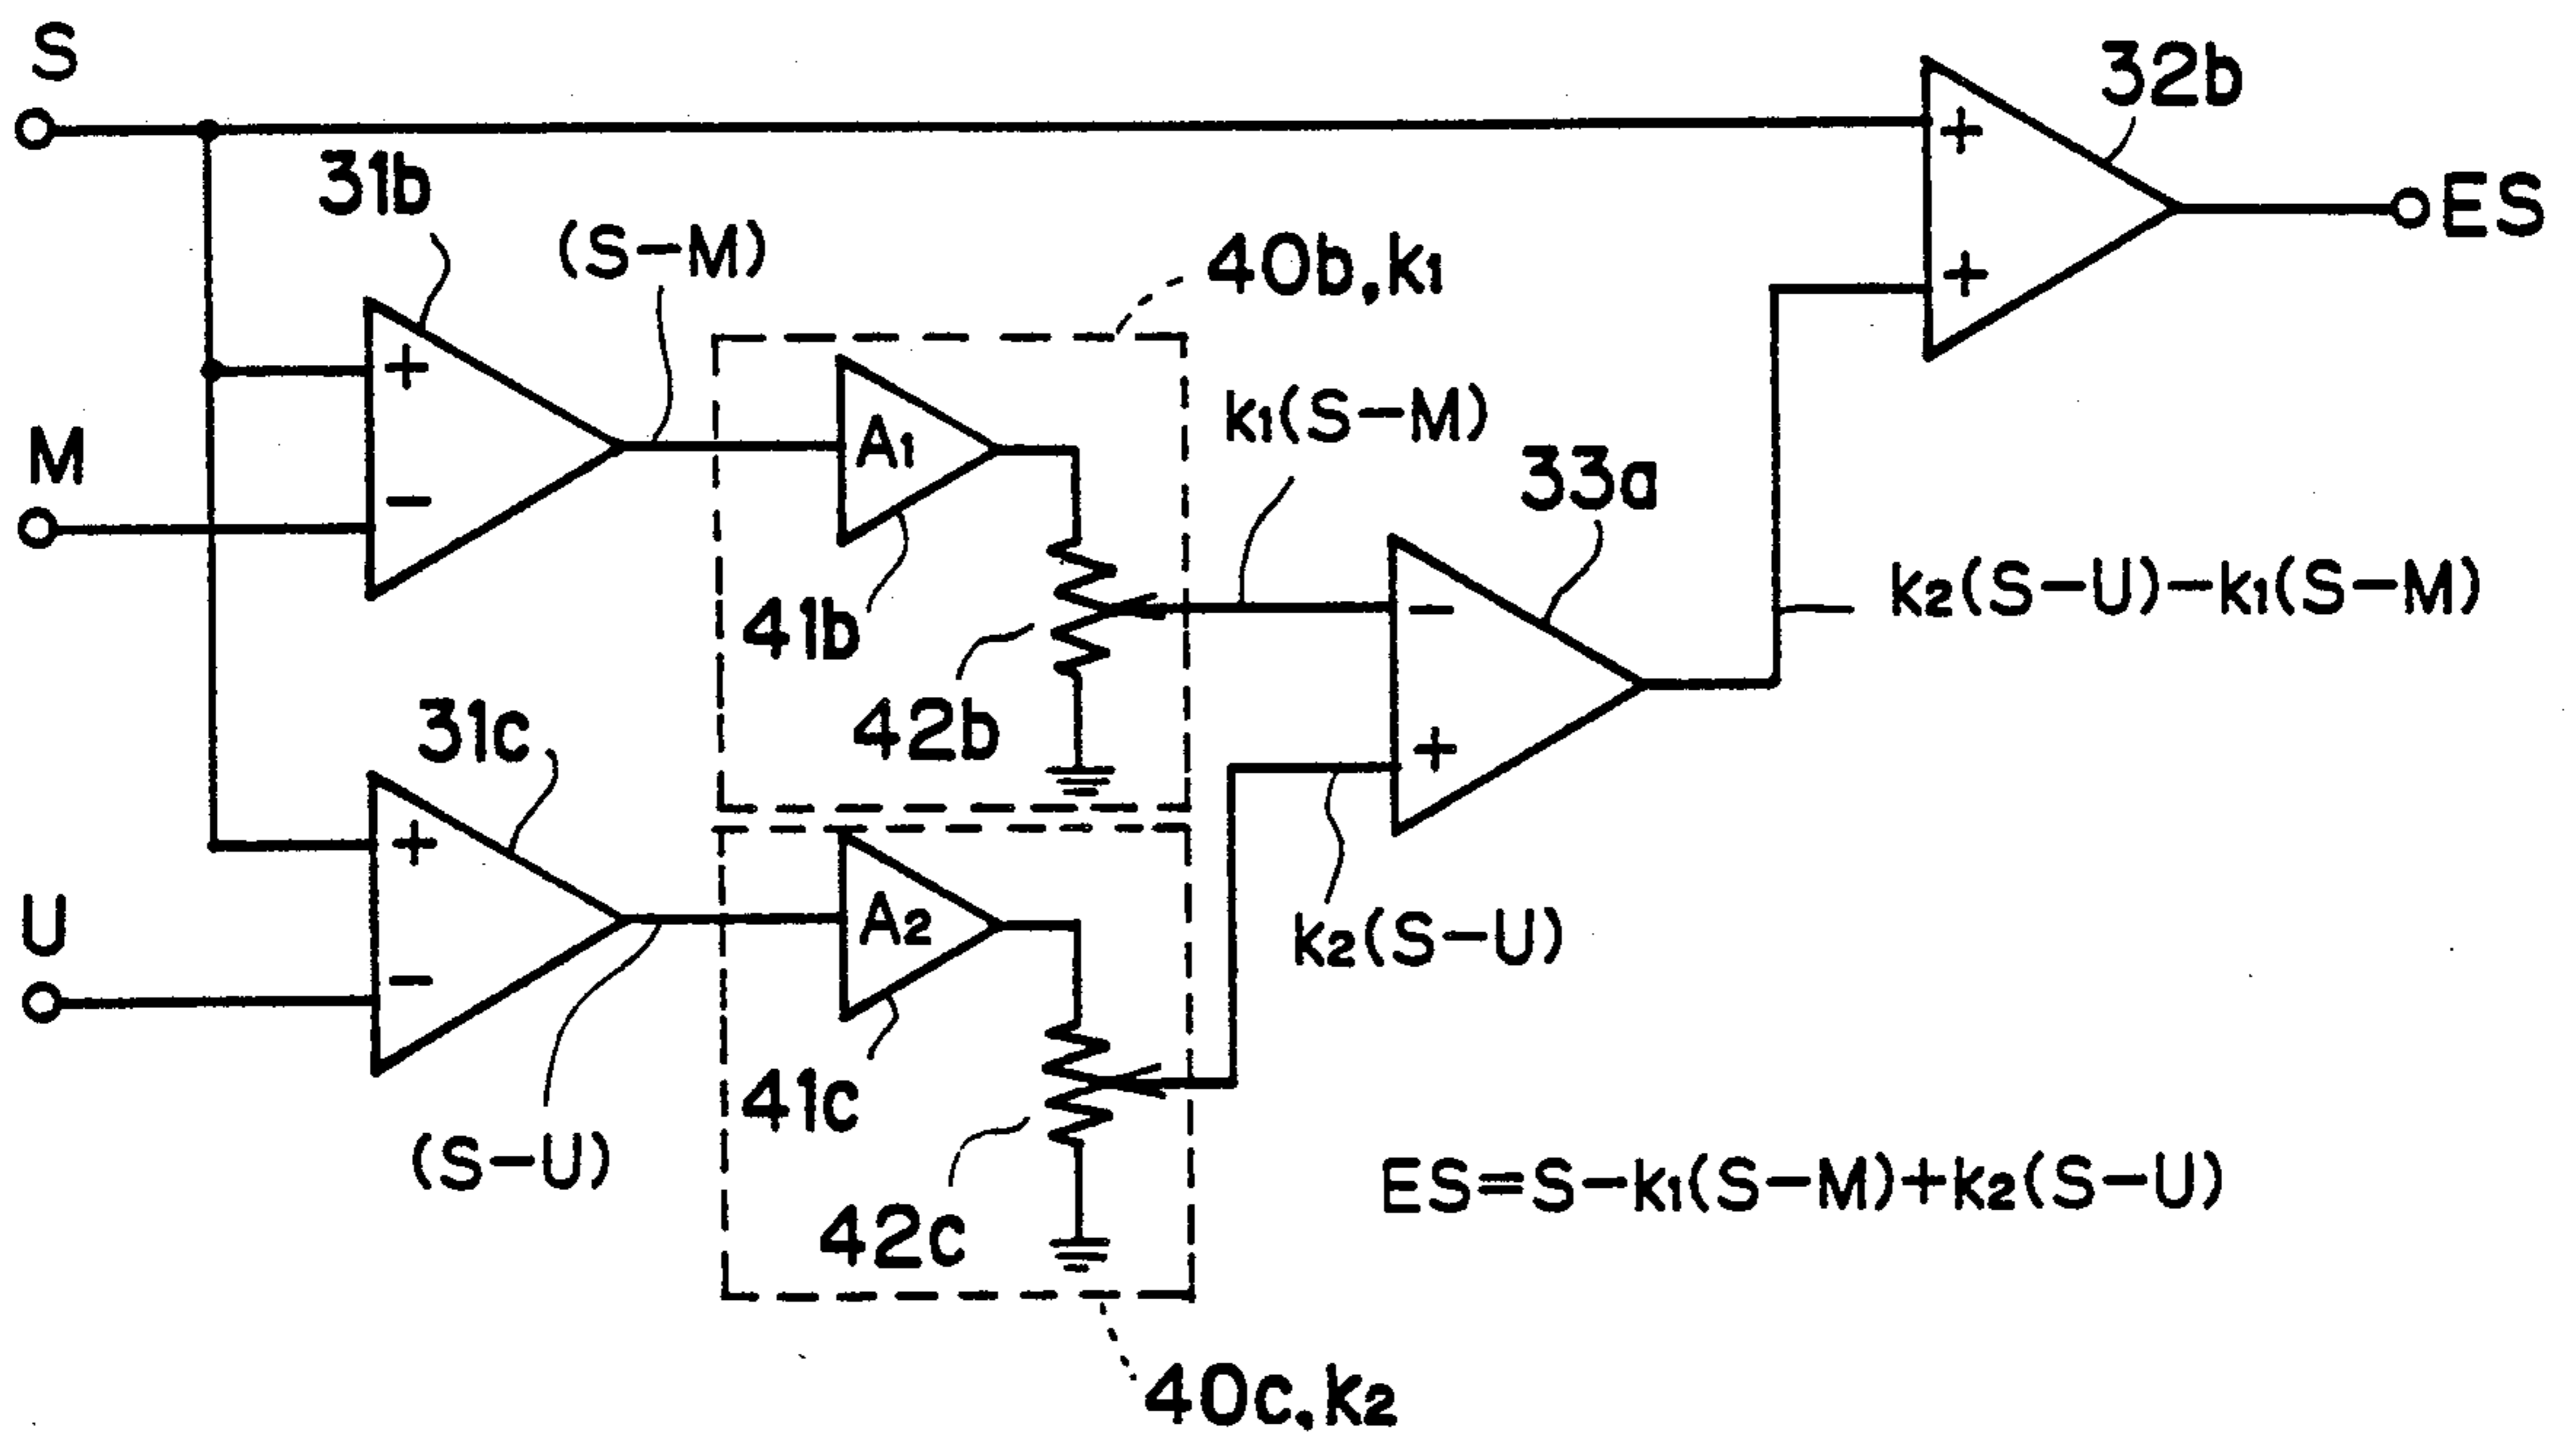 S
32b
31b
ES
(S−M)
40b, k₁
+
+
+
A₁
k₁(S−M)
M
33a
−
41b
−
k₂(S−U)−k₁(S−M)
42b
31c
+
+
A₂
U
k₂(S−U)
−
41c
(S−U)
ES=S−k₁(S−M)+k₂(S−U)
42c
40c, k₂